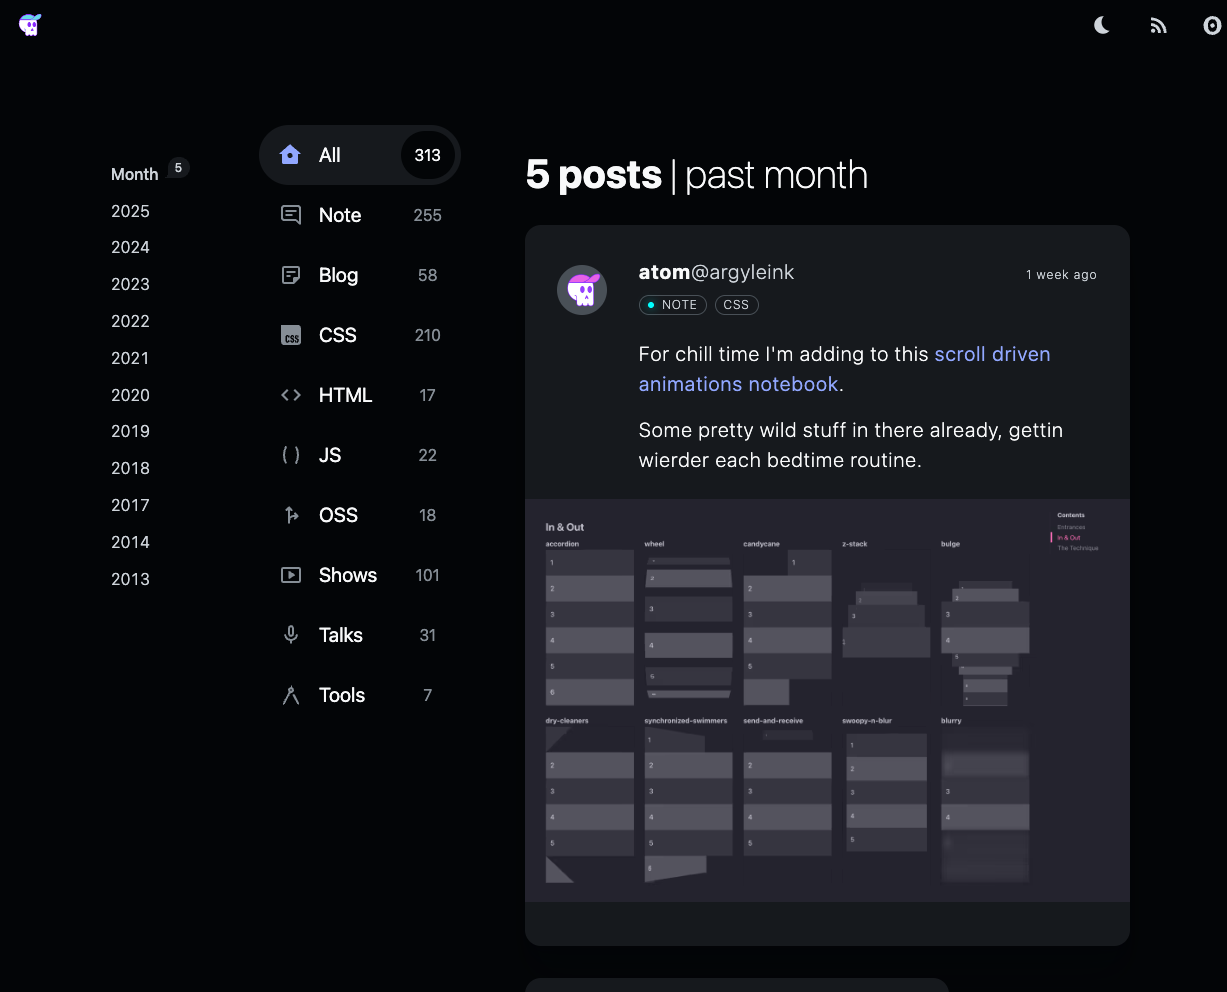 Month 5
2025
2024
2023
2022
2021
2020
2019
2018
2017
2014
2013
All 313
Note 255
Blog 58
CSS 210
HTML 17
JS 22
OSS 18
Shows 101
Talks 31
Tools 7
5 posts | past month
atom@argyleink 1 week ago
NOTE CSS
For chill time I'm adding to this scroll driven
animations notebook.
Some pretty wild stuff in there already, gettin
wierder each bedtime routine.
Contents
Entrances
In & Out
The Technique
In & Out
accordion wheel candycane z-stack bulge
1 1
2 2 2 3
3 3 3 3 3
4 4 4 4
5 5 5 5
6
dry-cleaners synchronized-swimmers send-and-receive swoopy-n-blur blurry
1 1
2 2 2 2
3 3 3 3 3
4 4 4 4 4
5 5 5 5